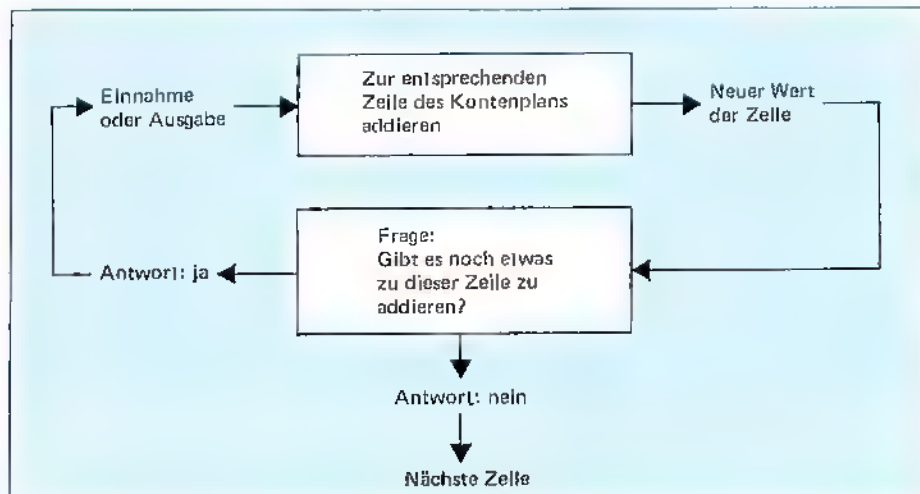 Einnahme
oder Ausgabe
Zur entsprechenden
Zeile des Kontenplans
addieren
Neuer Wert
der Zeile
Frage:
Gibt es noch etwas
zu dieser Zeile zu
addieren?
Antwort: ja
Antwort: nein
Nächste Zeile